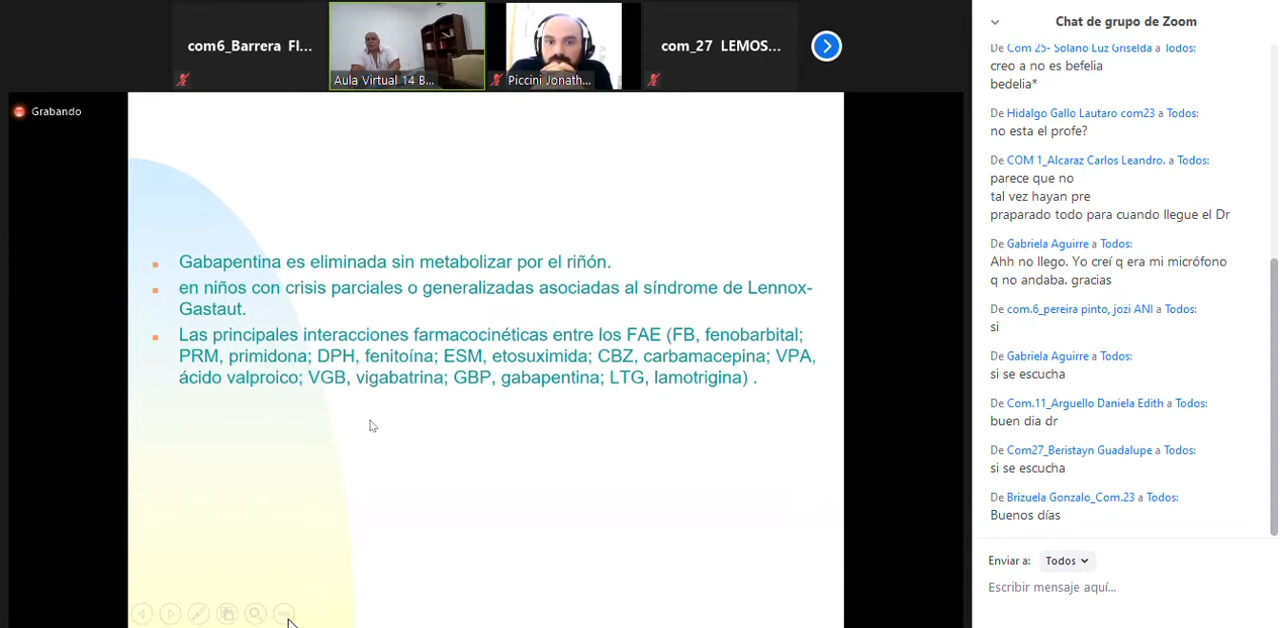 com6_Barrera Fl...
Aula Virtual 14 B...
Piccini Jonath...
com_27 LEMOS...
Grabando
Gabapentina es eliminada sin metabolizar por el riñón.
en niños con crisis parciales o generalizadas asociadas al síndrome de Lennox-
Gastaut.
Las principales interacciones farmacocinéticas entre los FAE (FB, fenobarbital;
PRM, primidona; DPH, fenitoína; ESM, etosuximida; CBZ, carbamacepina; VPA,
ácido valproico; VGB, vigabatrina; GBP, gabapentina; LTG, lamotrigina) .
Chat de grupo de Zoom
De Com 25- Solano Luz Griselda a Todos:
creo a no es befelia
bedelia*
De Hidalgo Gallo Lautaro com23 a Todos:
no esta el profe?
De COM 1_Alcaraz Carlos Leandro. a Todos:
parece que no
tal vez hayan pre
praparado todo para cuando llegue el Dr
De Gabriela Aguirre a Todos:
Ahh no llego. Yo creí q era mi micrófono
q no andaba. gracias
De com.6_pereira pinto, jozi ANI a Todos:
si
De Gabriela Aguirre a Todos:
si se escucha
De Com.11_Arguello Daniela Edith a Todos:
buen dia dr
De Com27_Beristayn Guadalupe a Todos:
si se escucha
De Brizuela Gonzalo_Com.23 a Todos:
Buenos días
Enviar a: Todos
Escribir mensaje aquí...